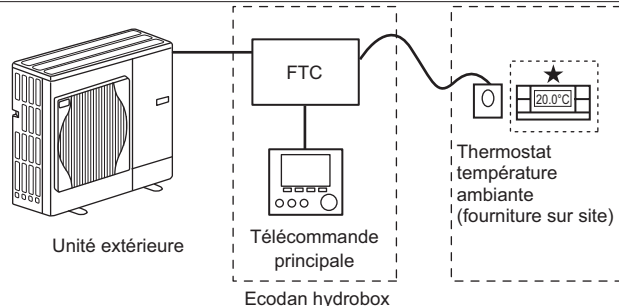 FTC
★
20.0°C
Thermostat
température
ambiante
(fourniture sur site)
Unité extérieure
Télécommande
principale
Ecodan hydrobox